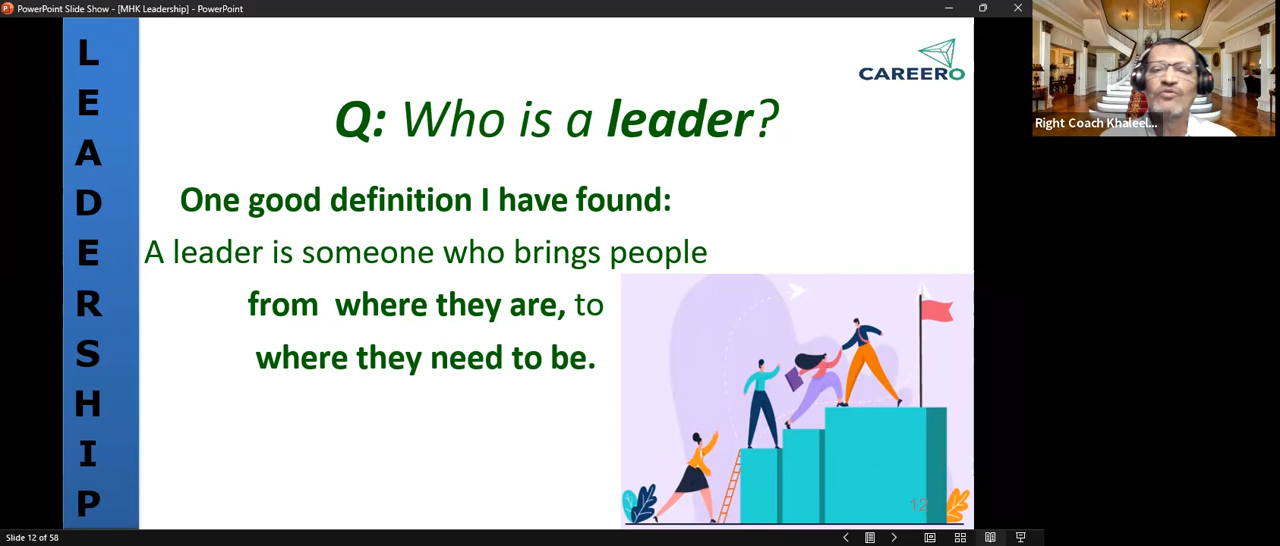 PowerPoint Slide Show - [MHK Leadership] - PowerPoint
L
E
A
D
E
R
S
H
I
P
CAREERO
Q: Who is a leader?
One good definition I have found:
A leader is someone who brings people
from where they are, to
where they need to be.
12
Right Coach Khaleel...
Slide 12 of 58